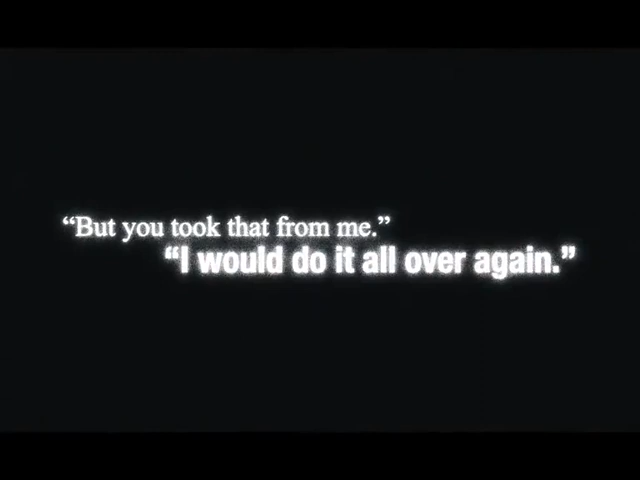 “But you took that from me.”
“I would do it all over again.”